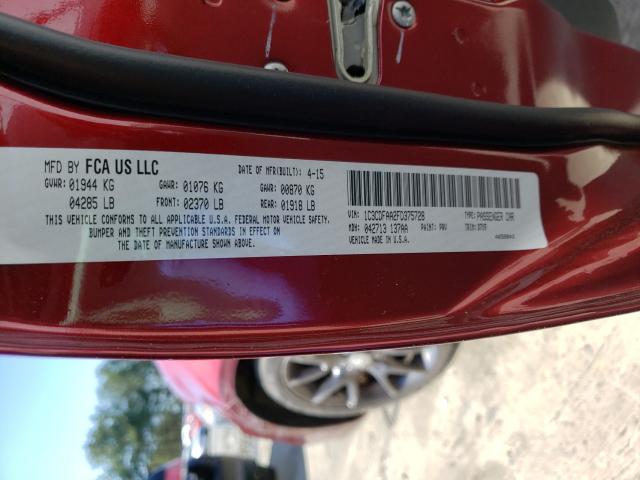 MFD BY FCA US LLC
DATE OF MFR(BUILT): 4-15
GVWR: 01944 KG
GAWR: 01076 KG
GAWR: 00870 KG
04285 LB
FRONT: 02370 LB
REAR: 01918 LB
THIS VEHICLE CONFORMS TO ALL APPLICABLE U.S.A. FEDERAL MOTOR VEHICLE SAFETY,
BUMPER AND THEFT PREVENTION STANDARDS IN EFFECT ON
THE DATE OF MANUFACTURE SHOWN ABOVE.
VIN: 1C3CDFAA2FD375728
TYPE: PASSENGER CAR
MDH: 042713 137AA
PAINT: PRV
TRIM:
MADE IN U.S.A.